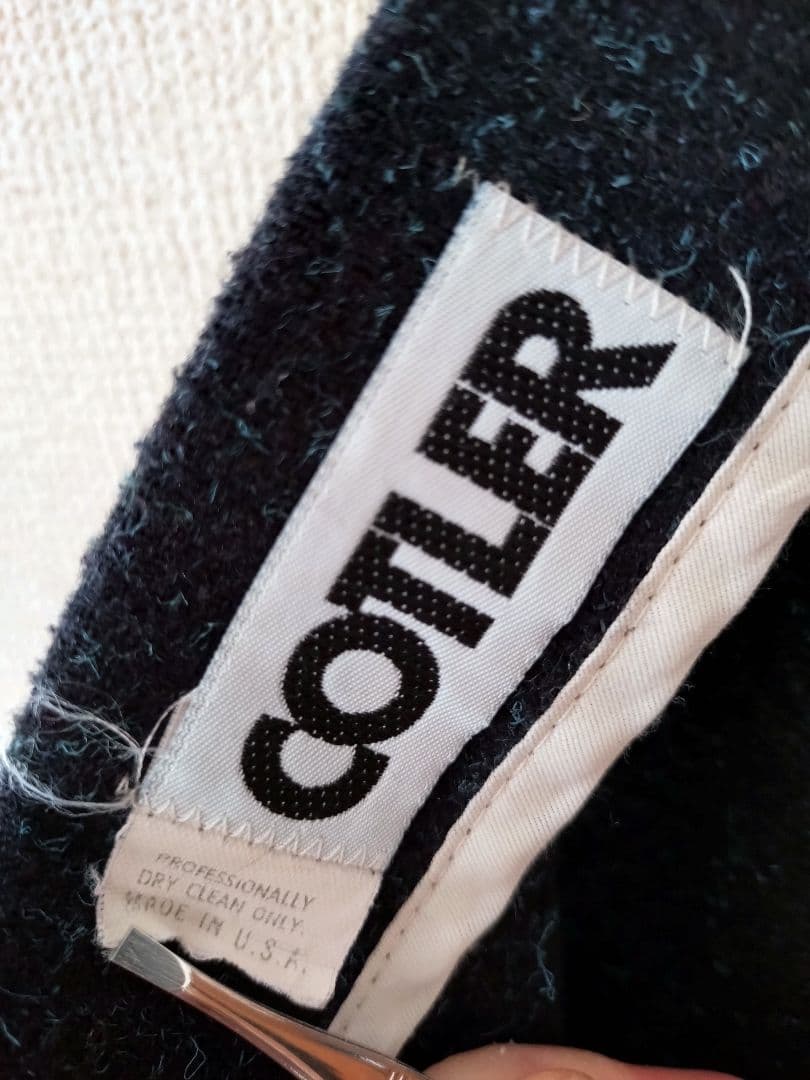 COTLER
PROFESSIONALLY
DRY CLEAN ONLY.
MADE IN U.S.A.